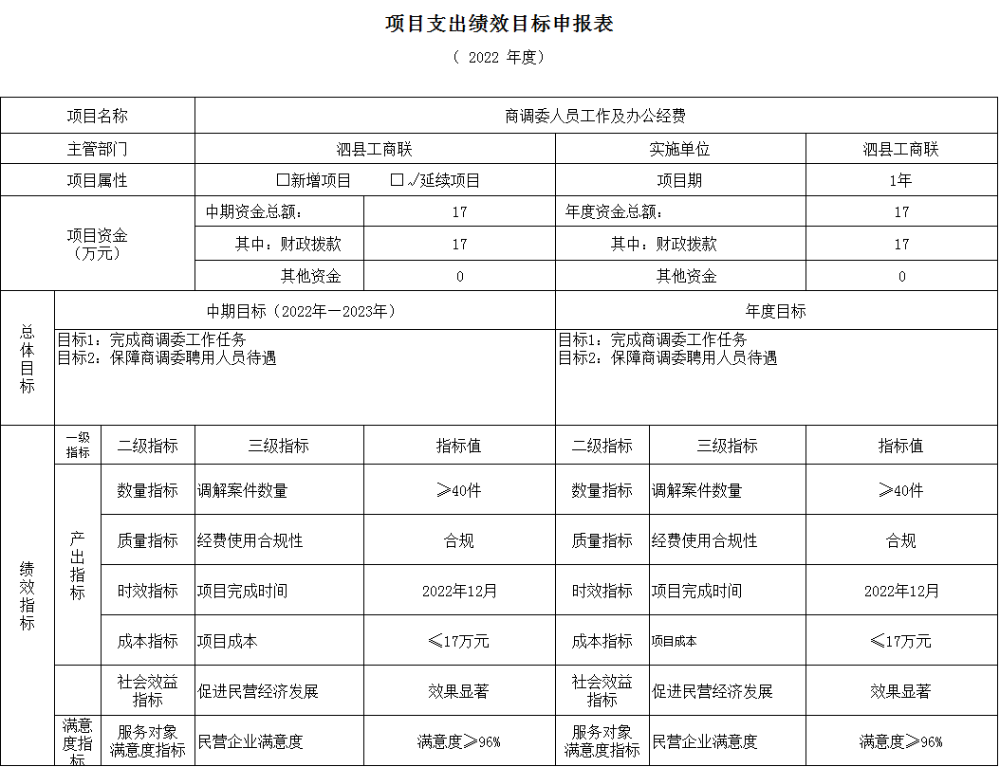 项目支出绩效目标申报表
（ 2022 年度）
项目名称 商调委人员工作及办公经费
主管部门 泗县工商联 实施单位 泗县工商联
项目属性 □新增项目 □√延续项目 项目期 1年
项目资金
（万元）
中期资金总额： 17 年度资金总额： 17
其中：财政拨款 17 其中：财政拨款 17
其他资金 0 其他资金 0
总体目标
中期目标（2022年—2023年） 年度目标
目标1：完成商调委工作任务
目标2：保障商调委聘用人员待遇
目标1：完成商调委工作任务
目标2：保障商调委聘用人员待遇
绩效指标
一级
指标
二级指标 三级指标 指标值 二级指标 三级指标 指标值
产出指标
数量指标 调解案件数量 ≥40件 数量指标 调解案件数量 ≥40件
质量指标 经费使用合规性 合规 质量指标 经费使用合规性 合规
时效指标 项目完成时间 2022年12月 时效指标 项目完成时间 2022年12月
成本指标 项目成本 ≤17万元 成本指标 项目成本 ≤17万元
社会效益
指标
促进民营经济发展 效果显著
社会效益
指标
促进民营经济发展 效果显著
满意
度指
标
服务对象
满意度指标
民营企业满意度 满意度≥96%
服务对象
满意度指标
民营企业满意度 满意度≥96%